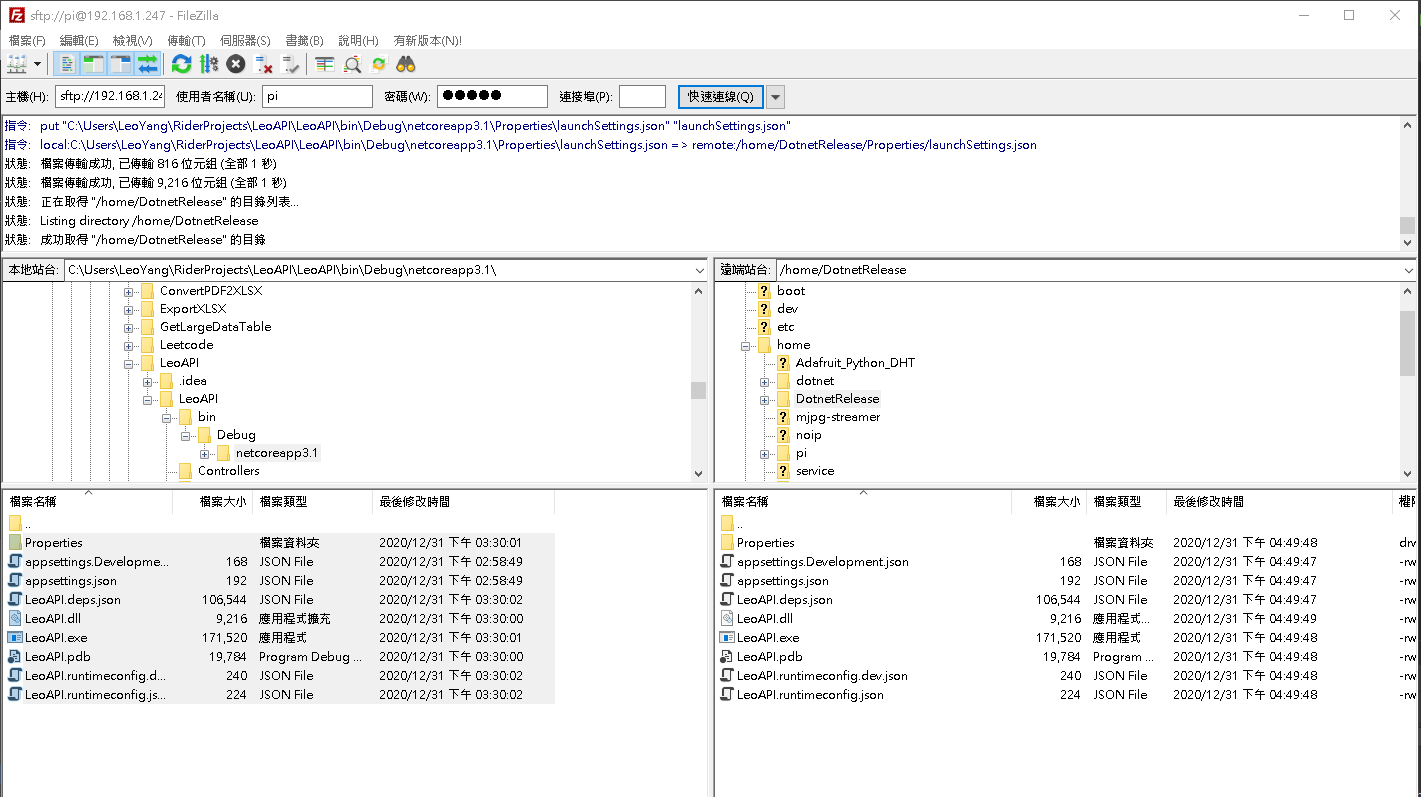 sftp://pi@192.168.1.247 - FileZilla
檔案(F) 編輯(E) 檢視(V) 傳輸(T) 伺服器(S) 書籤(B) 說明(H) 有新版本(N)!
主機(H): sftp://192.168.1.24 使用者名稱(U): pi 密碼(W): ●●●●● 連接埠(P): 快速連線(Q)
指令: put "C:\Users\LeoYang\RiderProjects\LeoAPI\LeoAPI\bin\Debug\netcoreapp3.1\Properties\launchSettings.json" "launchSettings.json"
指令: local:C:\Users\LeoYang\RiderProjects\LeoAPI\LeoAPI\bin\Debug\netcoreapp3.1\Properties\launchSettings.json => remote:/home/DotnetRelease/Properties/launchSettings.json
狀態: 檔案傳輸成功, 已傳輸 816 位元組 (全部 1 秒)
狀態: 檔案傳輸成功, 已傳輸 9,216 位元組 (全部 1 秒)
狀態: 正在取得 "/home/DotnetRelease" 的目錄列表...
狀態: Listing directory /home/DotnetRelease
狀態: 成功取得 "/home/DotnetRelease" 的目錄
本地站台: C:\Users\LeoYang\RiderProjects\LeoAPI\LeoAPI\bin\Debug\netcoreapp3.1\
ConvertPDF2XLSX
ExportXLSX
GetLargeDataTable
Leetcode
LeoAPI
.idea
LeoAPI
bin
Debug
netcoreapp3.1
Controllers
遠端站台: /home/DotnetRelease
boot
dev
etc
home
Adafruit_Python_DHT
dotnet
DotnetRelease
mjpg-streamer
noip
pi
service
檔案名稱 檔案大小 檔案類型 最後修改時間
..
Properties 檔案資料夾 2020/12/31 下午 03:30:01
appsettings.Developme... 168 JSON File 2020/12/31 下午 02:58:49
appsettings.json 192 JSON File 2020/12/31 下午 02:58:49
LeoAPI.deps.json 106,544 JSON File 2020/12/31 下午 03:30:02
LeoAPI.dll 9,216 應用程式擴充 2020/12/31 下午 03:30:00
LeoAPI.exe 171,520 應用程式 2020/12/31 下午 03:30:01
LeoAPI.pdb 19,784 Program Debug ... 2020/12/31 下午 03:30:00
LeoAPI.runtimeconfig.d... 240 JSON File 2020/12/31 下午 03:30:02
LeoAPI.runtimeconfig.js... 224 JSON File 2020/12/31 下午 03:30:02
檔案名稱 檔案大小 檔案類型 最後修改時間 權限
..
Properties 檔案資料夾 2020/12/31 下午 04:49:48 drw
appsettings.Development.json 168 JSON File 2020/12/31 下午 04:49:47 -rw
appsettings.json 192 JSON File 2020/12/31 下午 04:49:47 -rw
LeoAPI.deps.json 106,544 JSON File 2020/12/31 下午 04:49:47 -rw
LeoAPI.dll 9,216 應用程式... 2020/12/31 下午 04:49:49 -rw
LeoAPI.exe 171,520 應用程式 2020/12/31 下午 04:49:48 -rw
LeoAPI.pdb 19,784 Program ... 2020/12/31 下午 04:49:48 -rw
LeoAPI.runtimeconfig.dev.json 240 JSON File 2020/12/31 下午 04:49:48 -rw
LeoAPI.runtimeconfig.json 224 JSON File 2020/12/31 下午 04:49:48 -rw